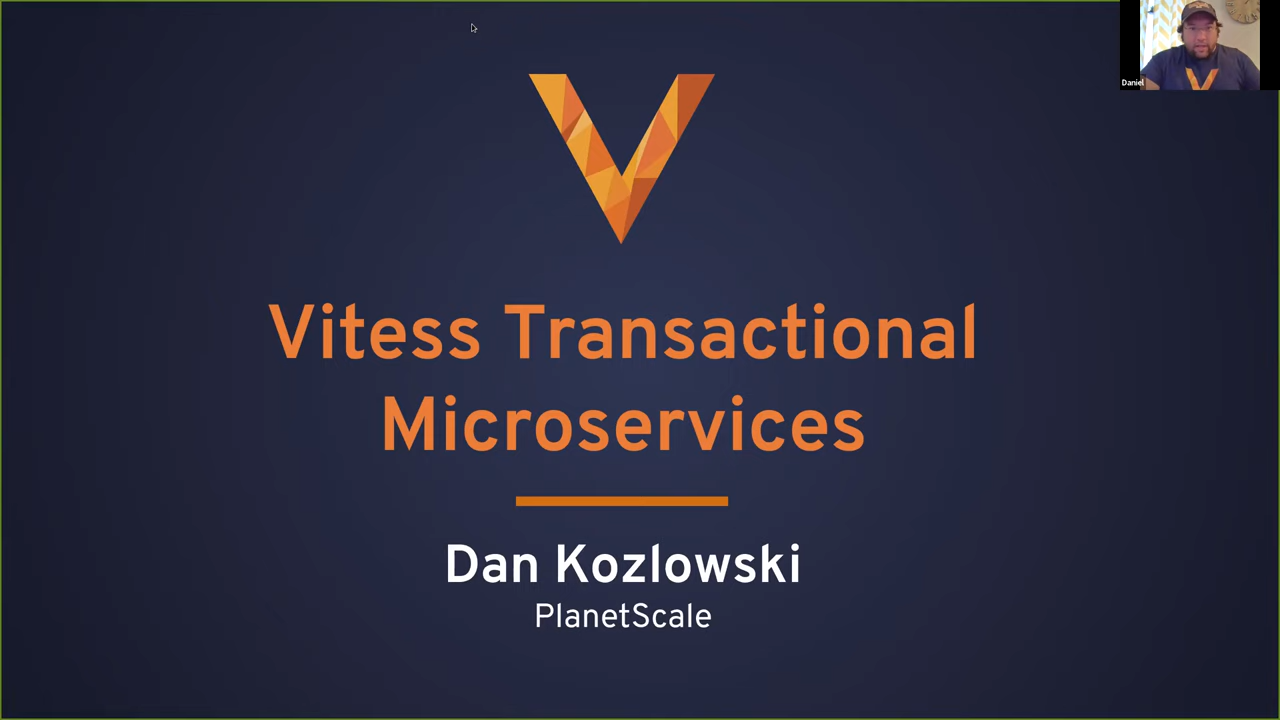 Daniel
Vitess Transactional
Microservices
Dan Kozlowski
PlanetScale